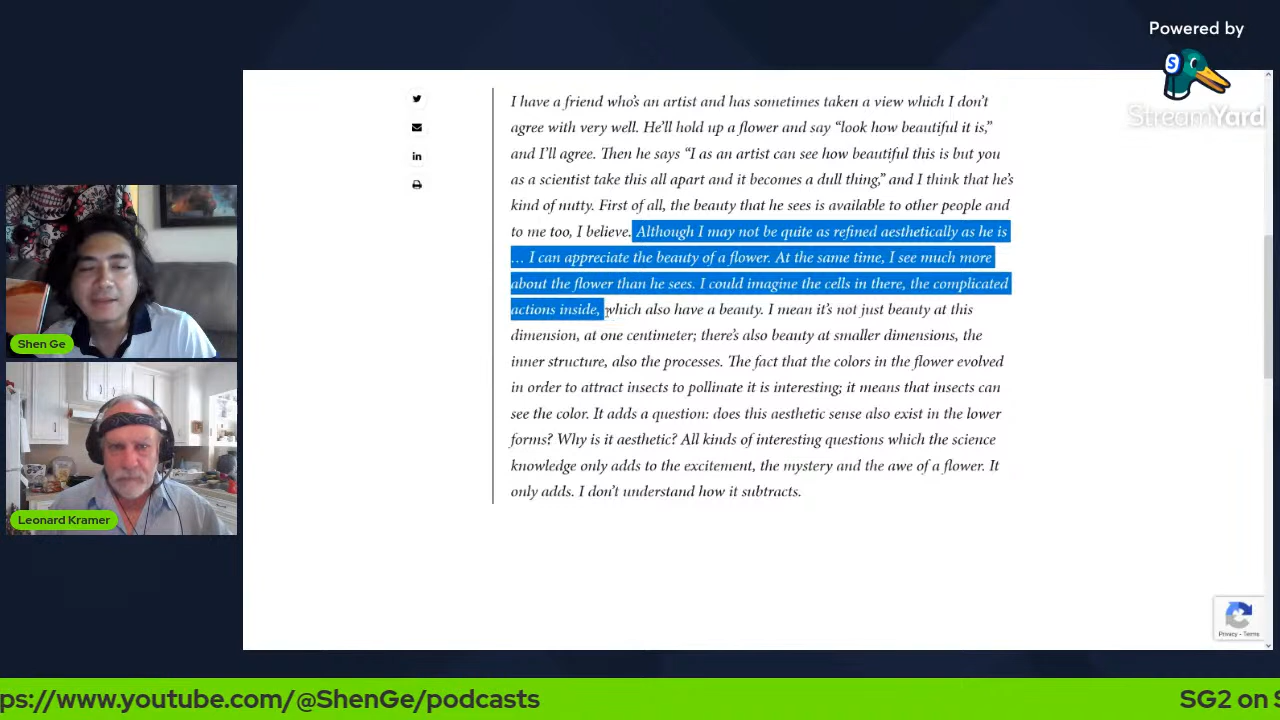 Powered by
StreamYard
I have a friend who’s an artist and has sometimes taken a view which I don’t
agree with very well. He’ll hold up a flower and say “look how beautiful it is,”
and I’ll agree. Then he says “I as an artist can see how beautiful this is but you
as a scientist take this all apart and it becomes a dull thing,” and I think that he’s
kind of nutty. First of all, the beauty that he sees is available to other people and
to me too, I believe. Although I may not be quite as refined aesthetically as he is
… I can appreciate the beauty of a flower. At the same time, I see much more
about the flower than he sees. I could imagine the cells in there, the complicated
actions inside, which also have a beauty. I mean it’s not just beauty at this
dimension, at one centimeter; there’s also beauty at smaller dimensions, the
inner structure, also the processes. The fact that the colors in the flower evolved
in order to attract insects to pollinate it is interesting; it means that insects can
see the color. It adds a question: does this aesthetic sense also exist in the lower
forms? Why is it aesthetic? All kinds of interesting questions which the science
knowledge only adds to the excitement, the mystery and the awe of a flower. It
only adds. I don’t understand how it subtracts.
Shen Ge
Leonard Kramer
Privacy - Terms
ps://www.youtube.com/@ShenGe/podcasts
SG2 on S